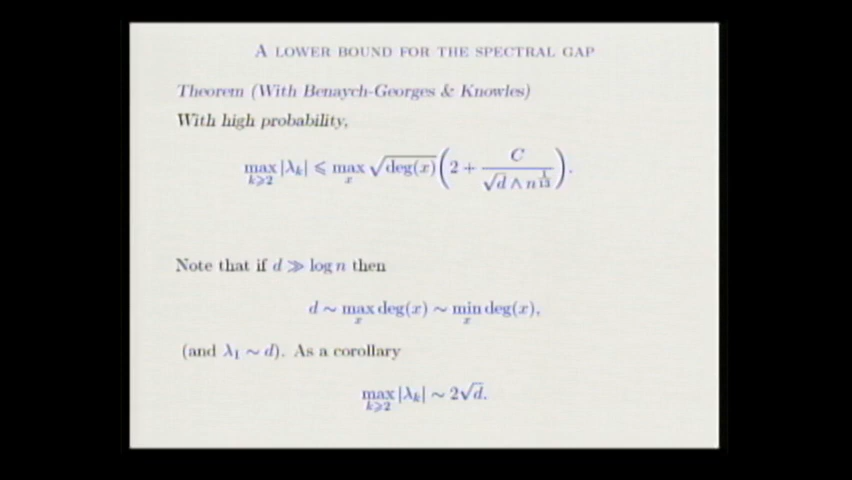 A LOWER BOUND FOR THE SPECTRAL GAP
Theorem (With Benaych-Georges & Knowles)
With high probability,
max_{k⩾2} |λ_k| ⩽ max_x √deg(x) (2 + C / (√d ∧ n^{1/13})).
Note that if d ≫ log n then
d ∼ max_x deg(x) ∼ min_x deg(x),
(and λ_1 ∼ d). As a corollary
max_{k⩾2} |λ_k| ∼ 2√d.